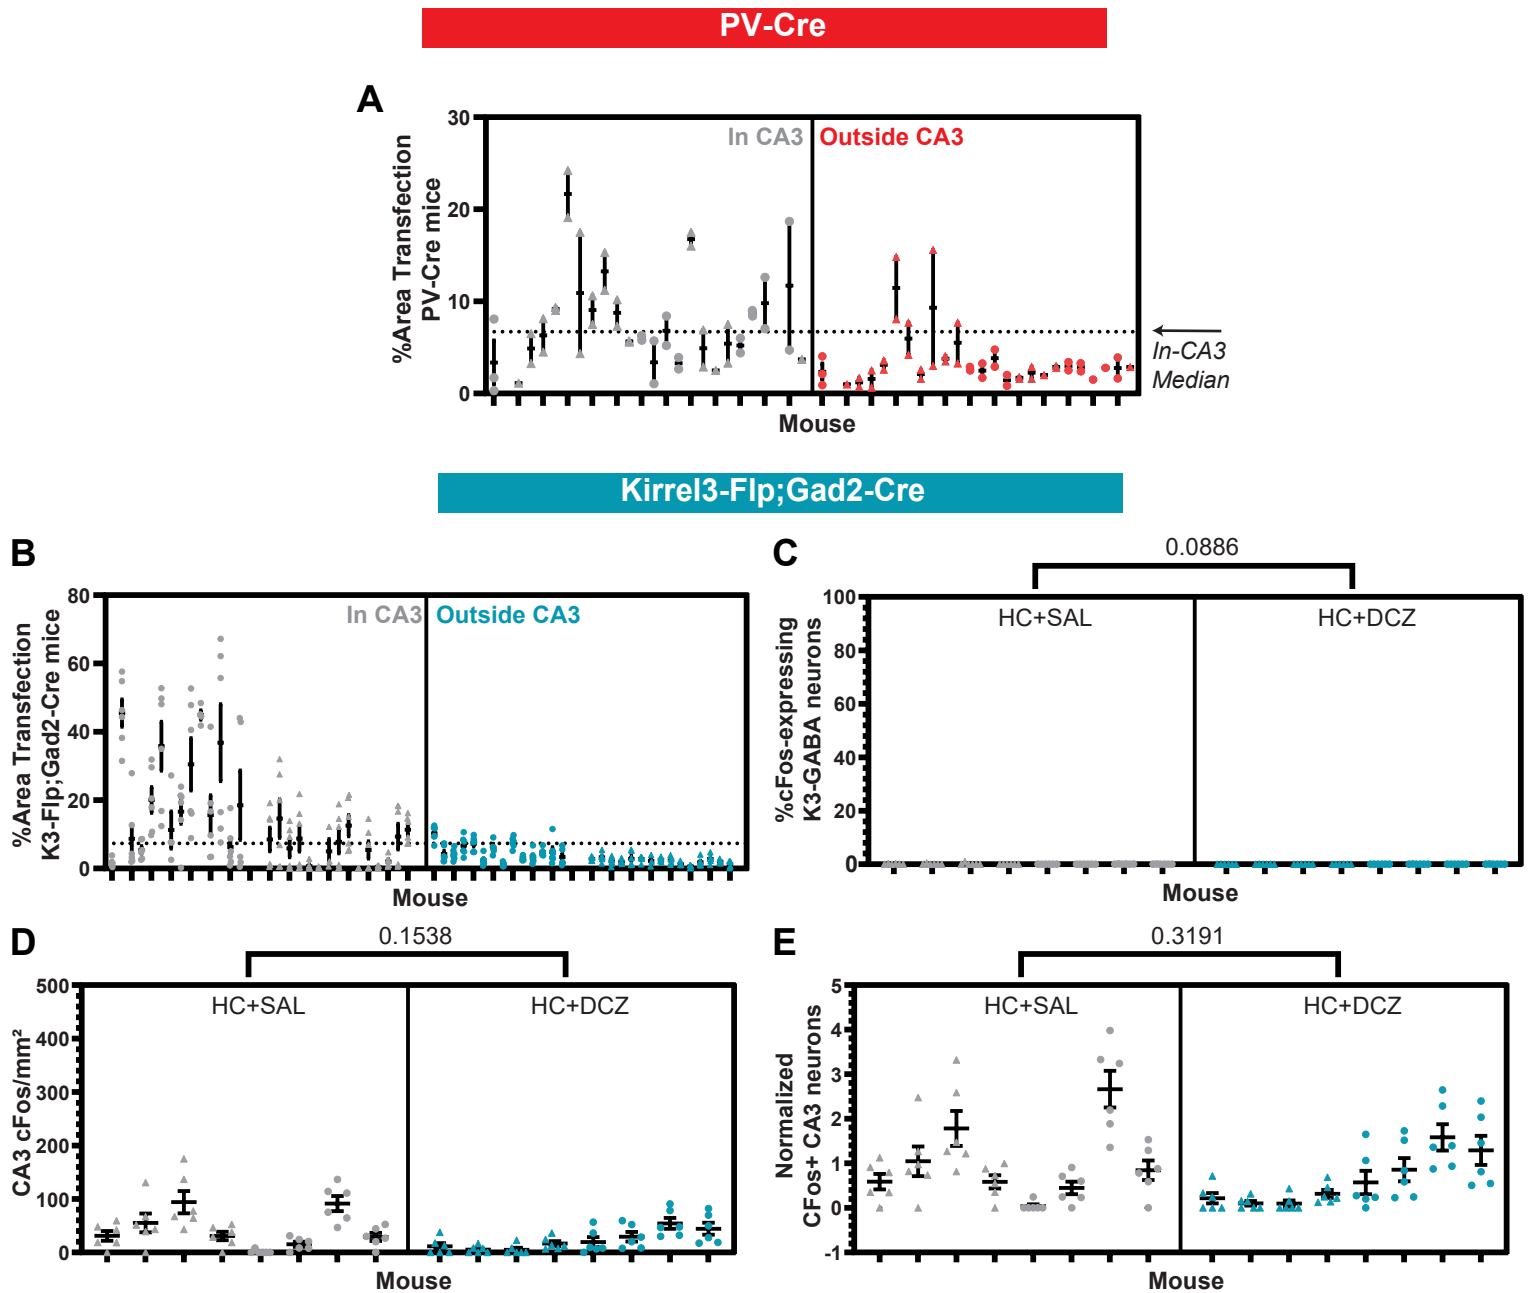 PV-Cre
A
%Area Transfection
PV-Cre mice
30
20
10
0
In CA3
Outside CA3
In-CA3
Median
Mouse
Kirrel3-Flp;Gad2-Cre
B
%Area Transfection
K3-Flp;Gad2-Cre mice
80
60
40
20
0
In CA3
Outside CA3
Mouse
C
0.0886
%cFos-expressing
K3-GABA neurons
100
80
60
40
20
0
HC+SAL
HC+DCZ
Mouse
D
0.1538
CA3 cFos/mm²
500
400
300
200
100
0
HC+SAL
HC+DCZ
Mouse
E
0.3191
Normalized
CFos+ CA3 neurons
5
4
3
2
1
0
-1
HC+SAL
HC+DCZ
Mouse